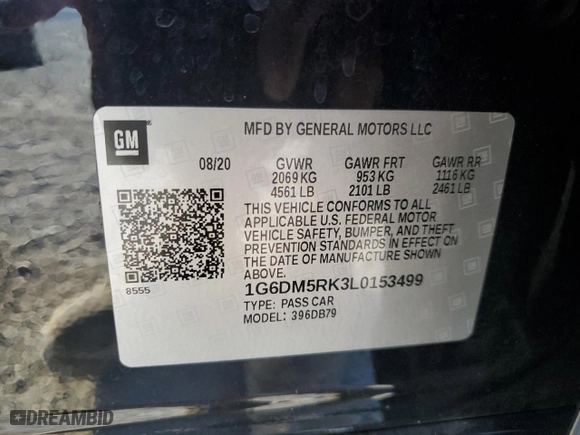 GM
MFD BY GENERAL MOTORS LLC
08/20 GVWR GAWR FRT GAWR RR
2069 KG 953 KG 1116 KG
4561 LB 2101 LB 2461 LB
THIS VEHICLE CONFORMS TO ALL
APPLICABLE U.S. FEDERAL MOTOR
VEHICLE SAFETY, BUMPER, AND THEFT
PREVENTION STANDARDS IN EFFECT ON
THE DATE OF MANUFACTURE SHOWN
ABOVE.
8555
1G6DM5RK3L0153499
TYPE: PASS CAR
MODEL: 396DB79
DREAMBID